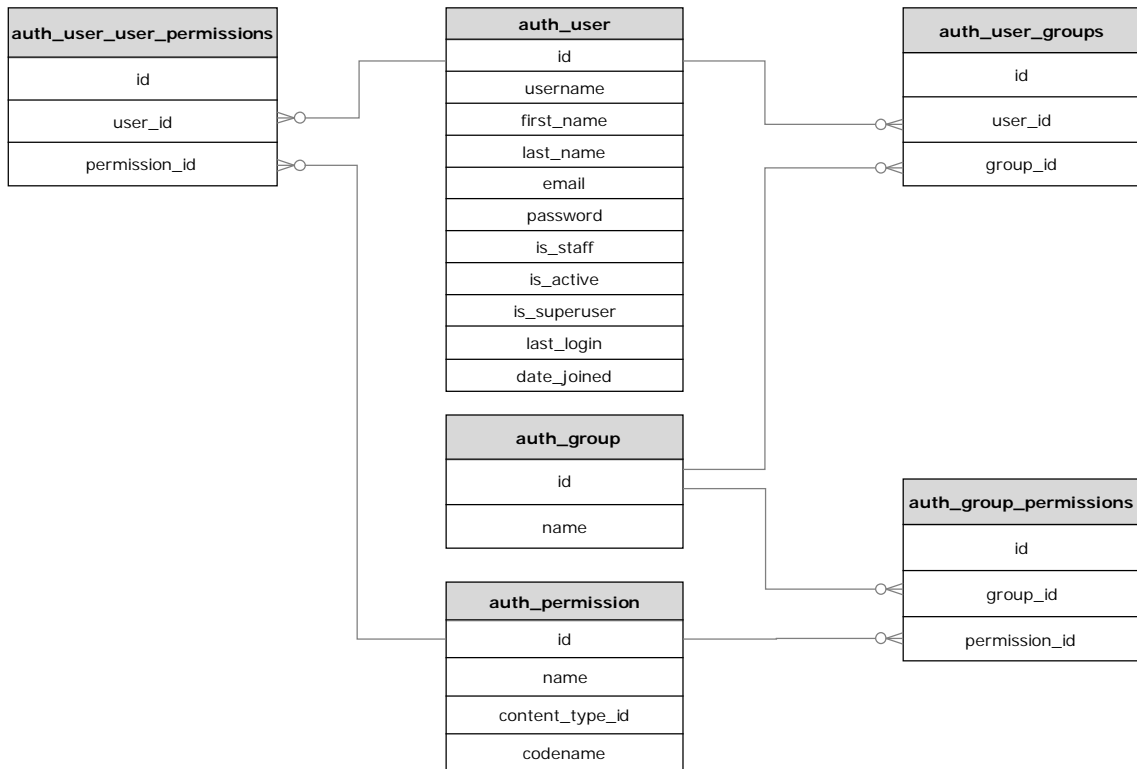 auth_user_user_permissions
id
user_id
permission_id
auth_user
id
username
first_name
last_name
email
password
is_staff
is_active
is_superuser
last_login
date_joined
auth_user_groups
id
user_id
group_id
auth_group
id
name
auth_group_permissions
id
group_id
permission_id
auth_permission
id
name
content_type_id
codename